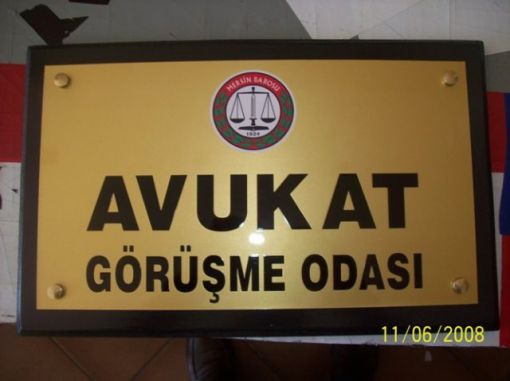 MERSİN BAROSU
1924
AVUKAT
GÖRÜŞME ODASI
11/06/2008